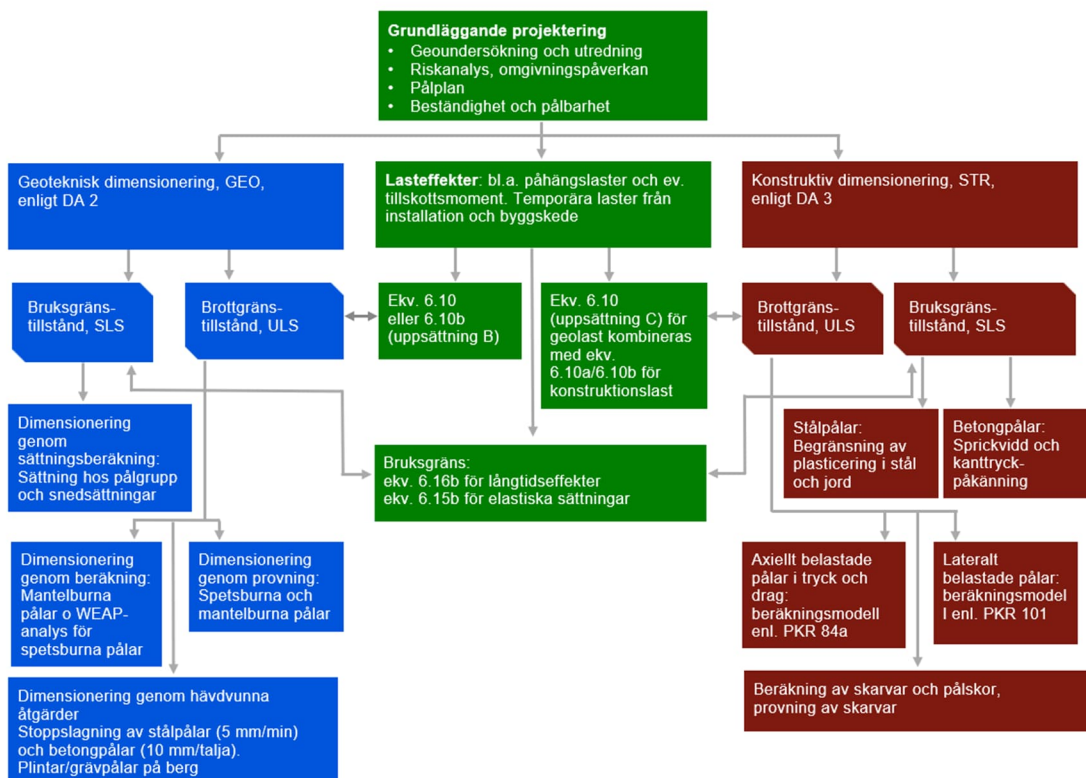 Grundläggande projektering
• Geoundersökning och utredning
• Riskanalys, omgivningspåverkan
• Pålplan
• Beständighet och pålbarhet
Geoteknisk dimensionering, GEO,
enligt DA 2
Lasteffekter: bl.a. påhängslaster och ev.
tillskottsmoment. Temporära laster från
installation och byggskede
Konstruktiv dimensionering, STR,
enligt DA 3
Bruksgräns-
tillstånd, SLS
Brottgräns-
tillstånd, ULS
Ekv. 6.10
eller 6.10b
(uppsättning B)
Ekv. 6.10
(uppsättning C) för
geolast kombineras
med ekv.
6.10a/6.10b för
konstruktionslast
Brottgräns-
tillstånd, ULS
Bruksgräns-
tillstånd, SLS
Dimensionering
genom
sättningsberäkning:
Sättning hos pålgrupp
och snedsättningar
Bruksgräns:
ekv. 6.16b för långtidseffekter
ekv. 6.15b för elastiska sättningar
Stålpålar:
Begränsning av
plasticering i stål
och jord
Betongpålar:
Sprickvidd och
kanttryck-
påkänning
Dimensionering
genom beräkning:
Mantelburna
pålar o WEAP-
analys för
spetsburna pålar
Dimensionering
genom provning:
Spetsburna och
mantelburna pålar
Axiellt belastade
pålar i tryck och
drag:
beräkningsmodell
enl. PKR 84a
Lateralt
belastade pålar:
beräkningsmodel
l enl. PKR 101
Dimensionering genom hävdvunna
åtgärder
Stoppslagning av stålpålar (5 mm/min)
och betongpålar (10 mm/talja).
Plintar/grävpålar på berg
Beräkning av skarvar och pålskor,
provning av skarvar